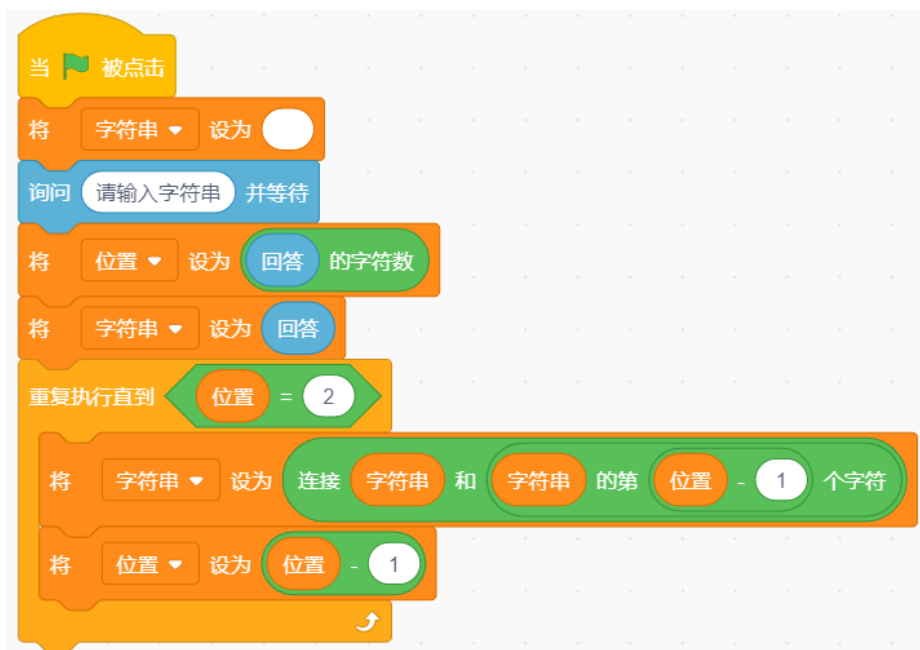 当 被点击
将 字符串 设为
询问 请输入字符串 并等待
将 位置 设为 回答 的字符数
将 字符串 设为 回答
重复执行直到 位置 = 2
将 字符串 设为 连接 字符串 和 字符串 的第 位置 - 1 个字符
将 位置 设为 位置 - 1